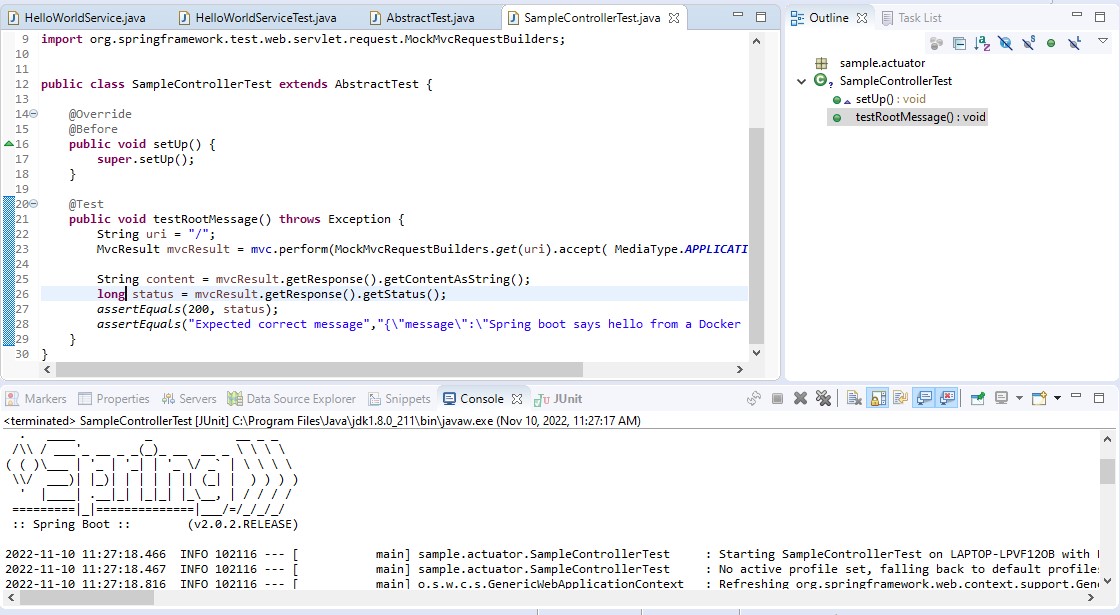 HelloWorldService.java HelloWorldServiceTest.java AbstractTest.java SampleControllerTest.java
9 import org.springframework.test.web.servlet.request.MockMvcRequestBuilders;
10
11
12 public class SampleControllerTest extends AbstractTest {
13
14 @Override
15 @Before
16 public void setUp() {
17 super.setUp();
18 }
19
20 @Test
21 public void testRootMessage() throws Exception {
22 String uri = "/";
23 MvcResult mvcResult = mvc.perform(MockMvcRequestBuilders.get(uri).accept( MediaType.APPLICATI
24
25 String content = mvcResult.getResponse().getContentAsString();
26 long status = mvcResult.getResponse().getStatus();
27 assertEquals(200, status);
28 assertEquals("Expected correct message","{\"message\":\"Spring boot says hello from a Docker
29 }
30 }
Outline Task List
sample.actuator
SampleControllerTest
setUp() : void
testRootMessage() : void
Markers Properties Servers Data Source Explorer Snippets Console JUnit
<terminated> SampleControllerTest [JUnit] C:\Program Files\Java\jdk1.8.0_211\bin\javaw.exe (Nov 10, 2022, 11:27:17 AM)
  .   ____          _            __ _ _
 /\\ / ___'_ __ _ _(_)_ __  __ _ \ \ \ \
( ( )\___ | '_ | '_| | '_ \/ _` | \ \ \ \
 \\/  ___)| |_)| | | | | || (_| |  ) ) ) )
  '  |____| .__|_| |_|_| |_\__, | / / / /
 =========|_|==============|___/=/_/_/_/
:: Spring Boot :: (v2.0.2.RELEASE)
2022-11-10 11:27:18.466 INFO 102116 --- [ main] sample.actuator.SampleControllerTest : Starting SampleControllerTest on LAPTOP-LPVF12OB with
2022-11-10 11:27:18.467 INFO 102116 --- [ main] sample.actuator.SampleControllerTest : No active profile set, falling back to default profile
2022-11-10 11:27:18.816 INFO 102116 --- [ main] o.s.w.c.s.GenericWebApplicationContext : Refreshing org.springframework.web.context.support.Gen